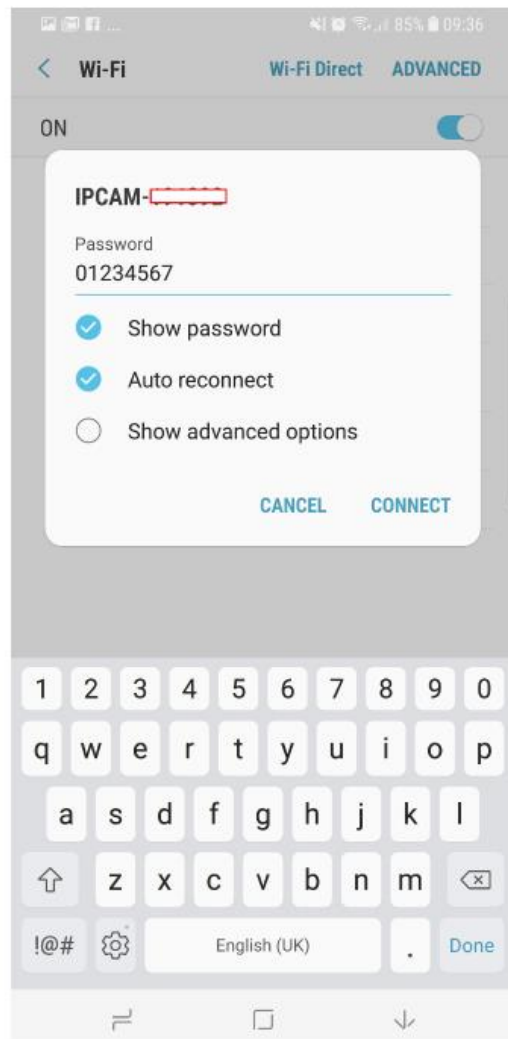 ... 85% 09:36
Wi-Fi Wi-Fi Direct ADVANCED
ON
IPCAM-
Password
01234567
Show password
Auto reconnect
Show advanced options
CANCEL CONNECT
1 2 3 4 5 6 7 8 9 0
q w e r t y u i o p
a s d f g h j k l
z x c v b n m
!@# English (UK) . Done